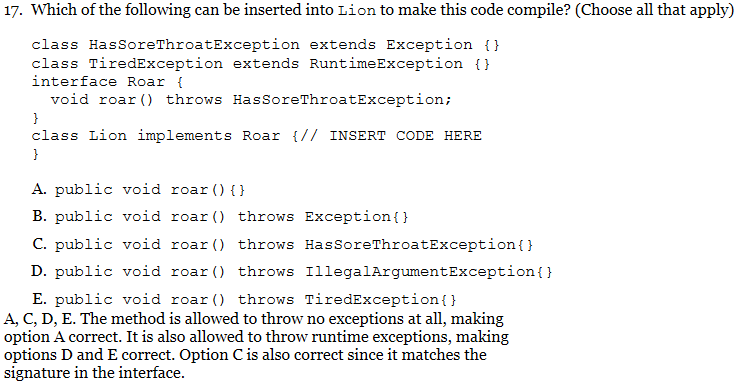 17. Which of the following can be inserted into Lion to make this code compile? (Choose all that apply)
class HasSoreThroatException extends Exception {}
class TiredException extends RuntimeException {}
interface Roar {
void roar() throws HasSoreThroatException;
}
class Lion implements Roar {// INSERT CODE HERE
}
A. public void roar(){}
B. public void roar() throws Exception{}
C. public void roar() throws HasSoreThroatException{}
D. public void roar() throws IllegalArgumentException{}
E. public void roar() throws TiredException{}
A, C, D, E. The method is allowed to throw no exceptions at all, making
option A correct. It is also allowed to throw runtime exceptions, making
options D and E correct. Option C is also correct since it matches the
signature in the interface.